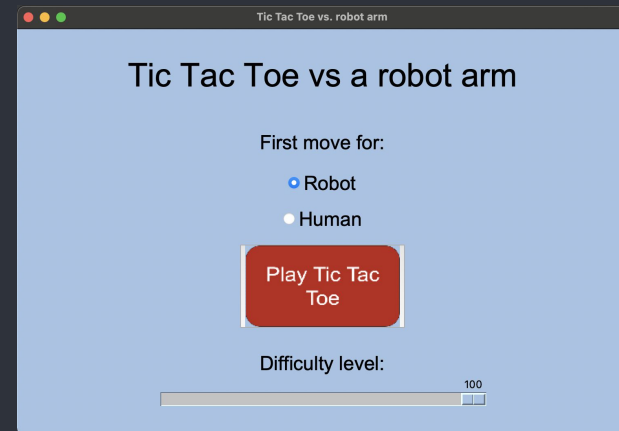 Tic Tac Toe vs. robot arm
Tic Tac Toe vs a robot arm
First move for:
Robot
Human
Play Tic Tac
Toe
Difficulty level:
100